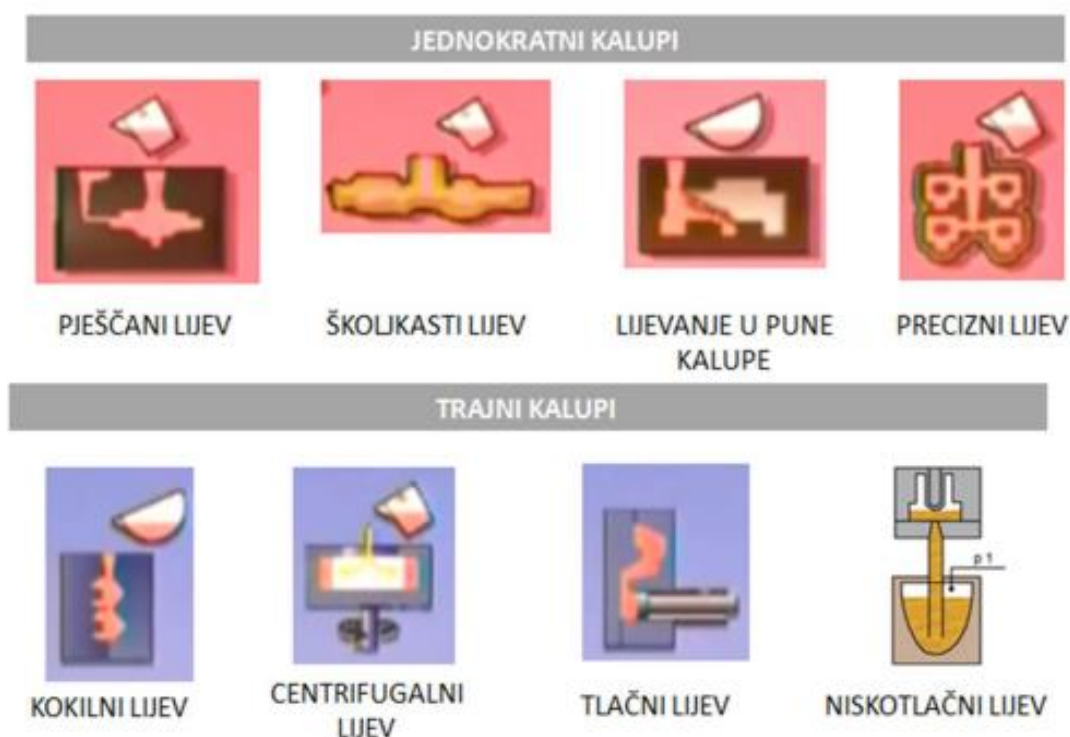 JEDNOKRATNI KALUPI
PJEŠČANI LIJEV
ŠKOLJKASTI LIJEV
LIJEVANJE U PUNE
KALUPE
PRECIZNI LIJEV
TRAJNI KALUPI
p 1
KOKILNI LIJEV
CENTRIFUGALNI
LIJEV
TLAČNI LIJEV
NISKOTLAČNI LIJEV